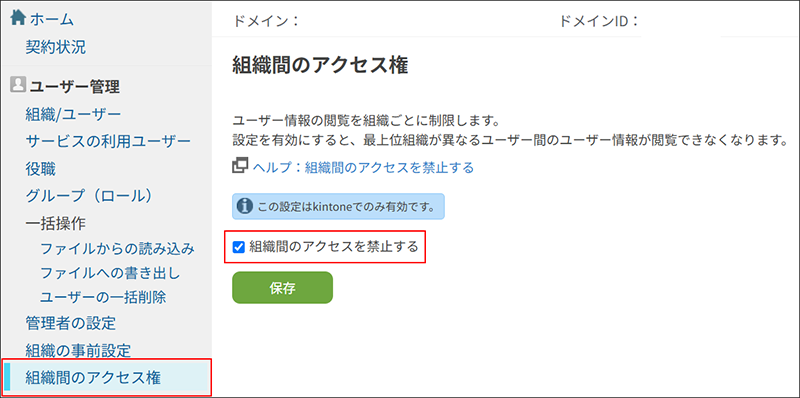 ホーム
契約状況
ユーザー管理
組織/ユーザー
サービスの利用ユーザー
役職
グループ（ロール）
一括操作
ファイルからの読み込み
ファイルへの書き出し
ユーザーの一括削除
管理者の設定
組織の事前設定
組織間のアクセス権
ドメイン：
ドメインID：
組織間のアクセス権
ユーザー情報の閲覧を組織ごとに制限します。
設定を有効にすると、最上位組織が異なるユーザー間のユーザー情報が閲覧できなくなります。
ヘルプ：組織間のアクセスを禁止する
この設定はkintoneでのみ有効です。
組織間のアクセスを禁止する
保存